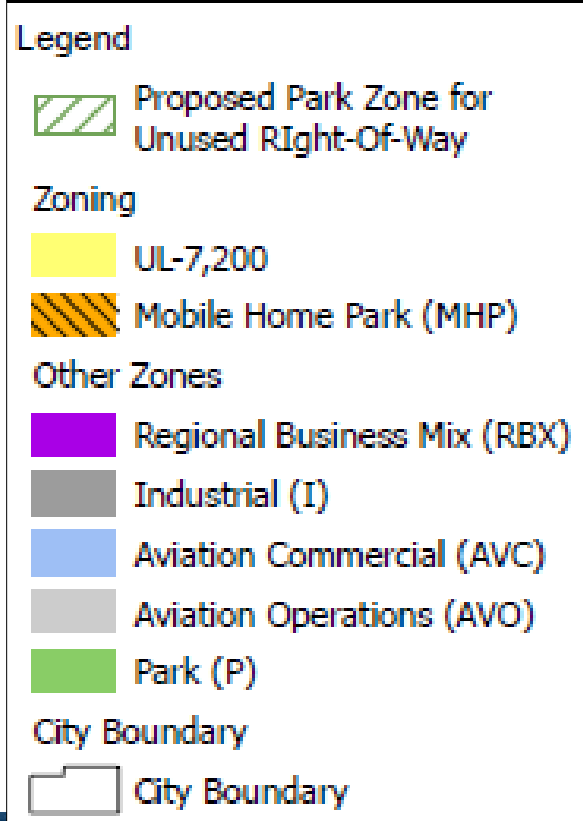 Legend
Proposed Park Zone for
Unused RIght-Of-Way
Zoning
UL-7,200
Mobile Home Park (MHP)
Other Zones
Regional Business Mix (RBX)
Industrial (I)
Aviation Commercial (AVC)
Aviation Operations (AVO)
Park (P)
City Boundary
City Boundary